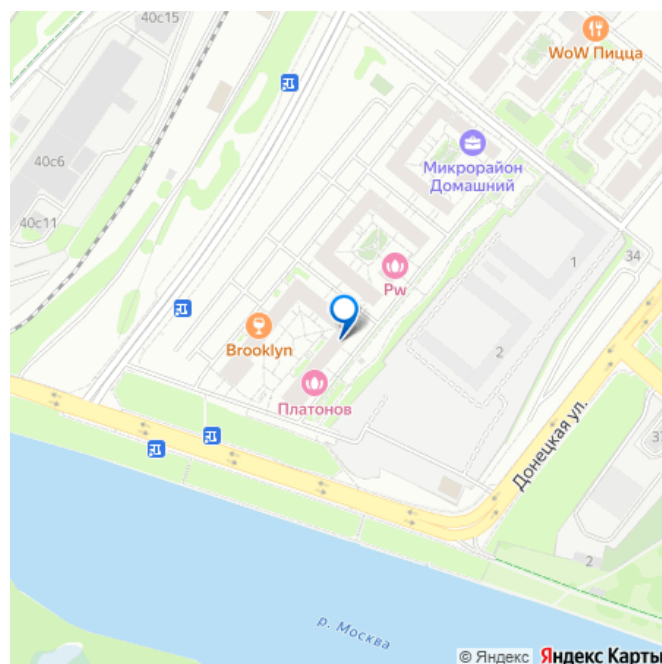 40с15
WoW Пицца
Микрорайон
Домашний
40с6
40с11
34
1
Pw
Brooklyn
2
Платонов
Донецкая ул.
2
р. Москва
© Яндекс Яндекс Карты